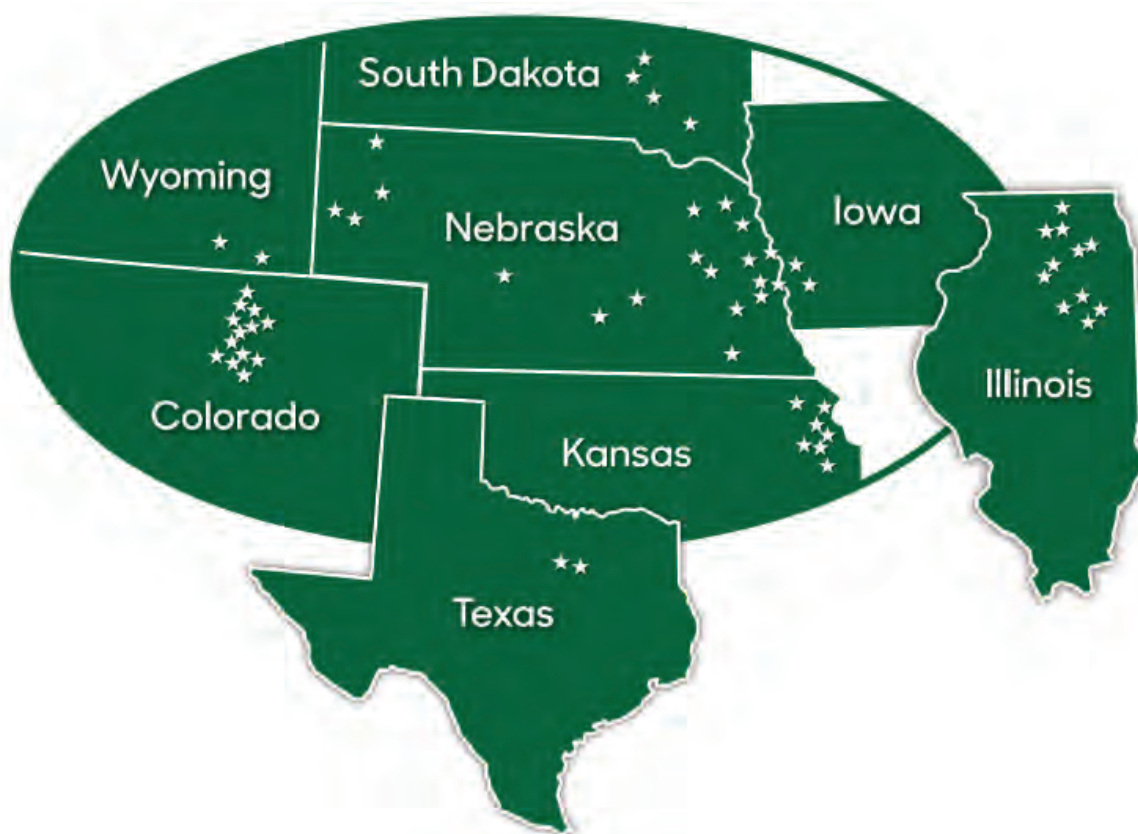 South Dakota
Wyoming
Nebraska
Iowa
Illinois
Colorado
Kansas
Texas